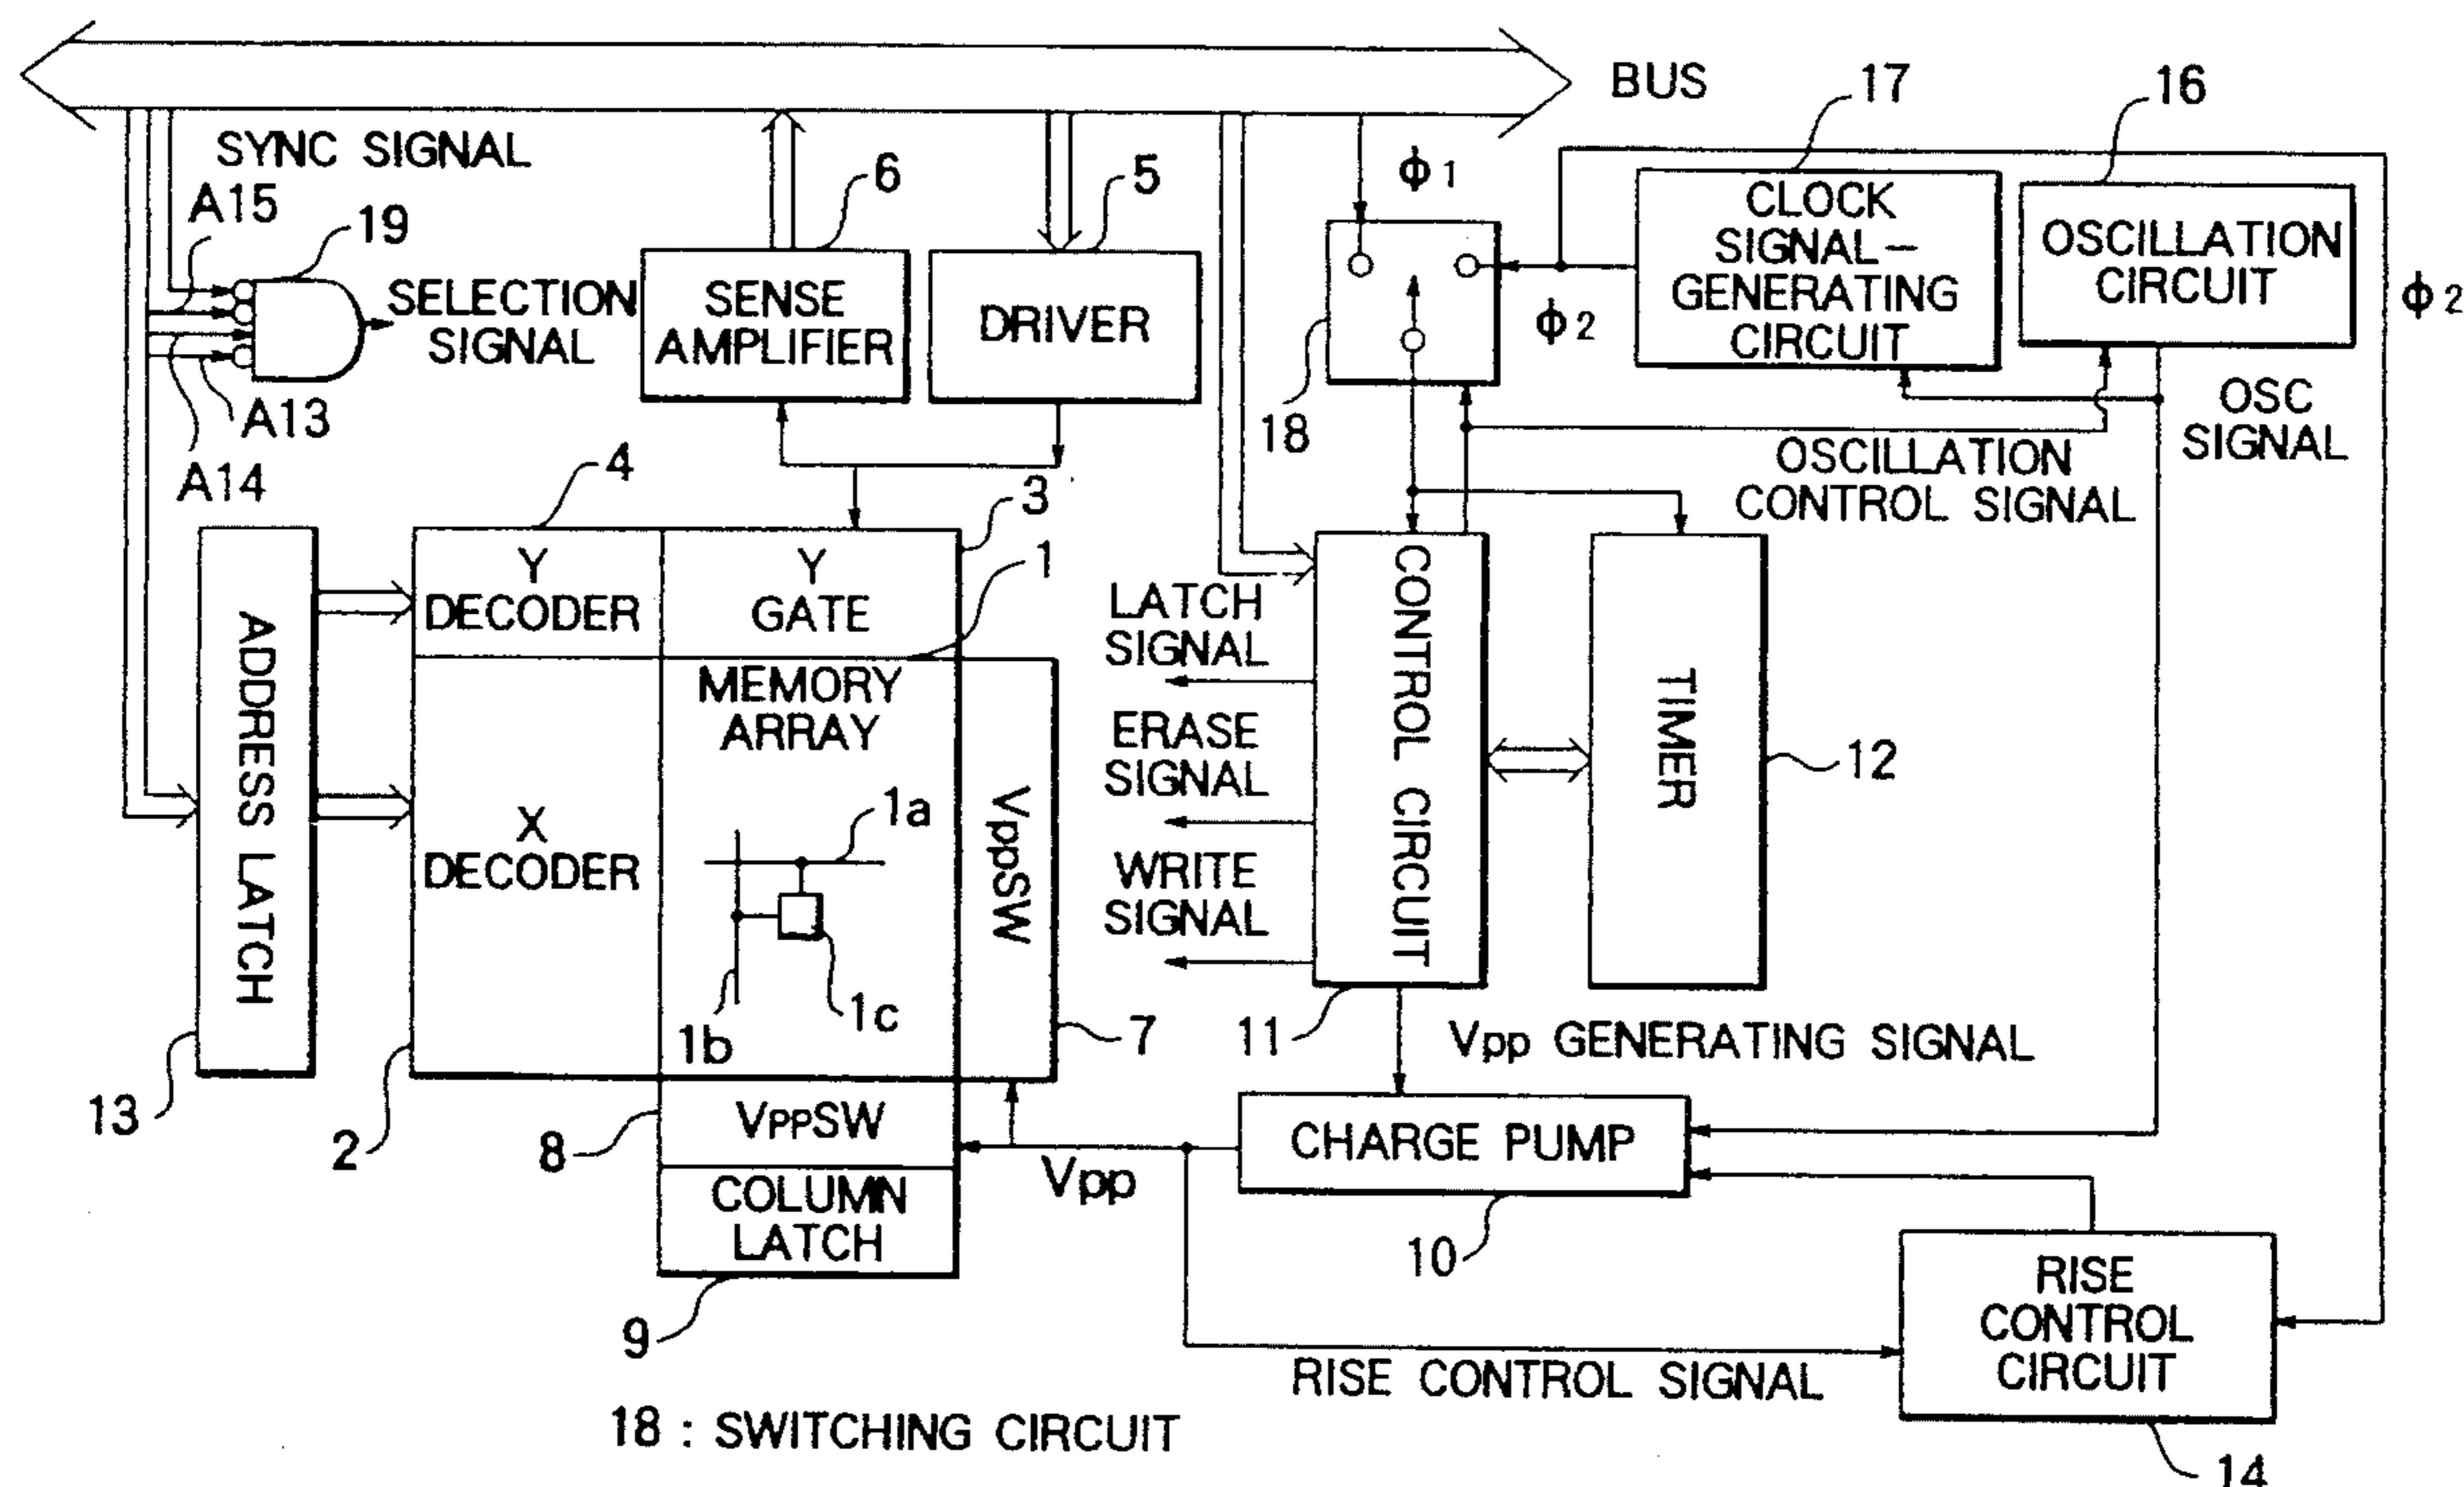 BUS
17
16
SYNC SIGNAL
A15
19
6
5
ϕ1
CLOCK
SIGNAL-
GENERATING
CIRCUIT
OSCILLATION
CIRCUIT
ϕ2
SELECTION
SIGNAL
SENSE
AMPLIFIER
DRIVER
ϕ2
18
A13
A14
OSC
SIGNAL
OSCILLATION
CONTROL SIGNAL
4
3
1
Y
DECODER
Y
GATE
LATCH
SIGNAL
ERASE
SIGNAL
WRITE
SIGNAL
CONTROL CIRCUIT
TIMER
12
ADDRESS LATCH
X
DECODER
MEMORY
ARRAY
1a
1b
1c
VppSW
7
11
Vpp GENERATING SIGNAL
13
2
8
VPPSW
Vpp
CHARGE PUMP
COLUMN
LATCH
10
9
RISE
CONTROL
CIRCUIT
RISE CONTROL SIGNAL
18 : SWITCHING CIRCUIT
14